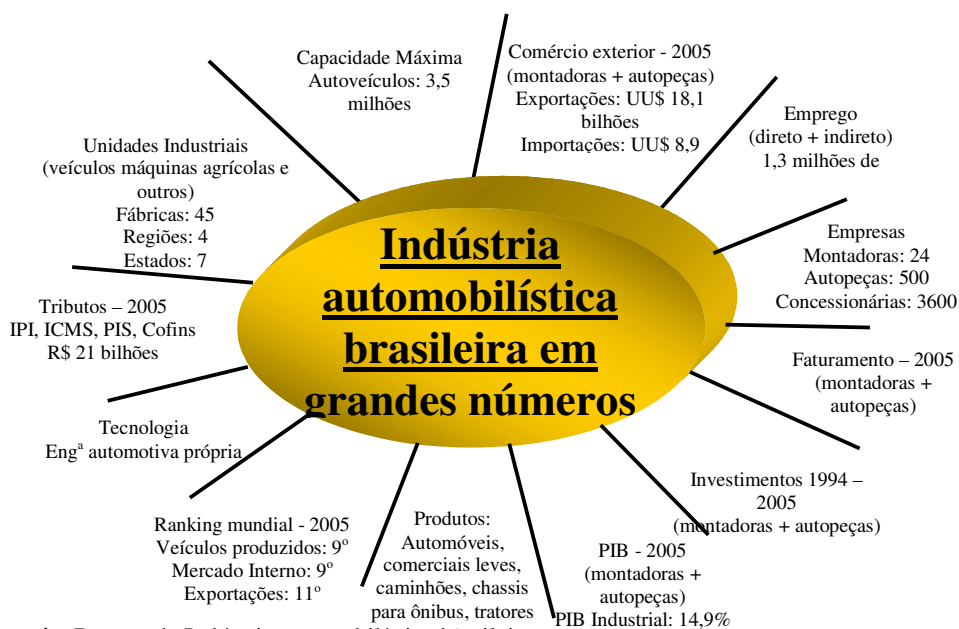 Capacidade Máxima
Autoveículos: 3,5
milhões
Comércio exterior - 2005
(montadoras + autopeças)
Exportações: UU$ 18,1
bilhões
Importações: UU$ 8,9
Emprego
(direto + indireto)
1,3 milhões de
Empresas
Montadoras: 24
Autopeças: 500
Concessionárias: 3600
Faturamento – 2005
(montadoras +
autopeças)
Investimentos 1994 –
2005
(montadoras + autopeças)
PIB - 2005
(montadoras +
autopeças)
PIB Industrial: 14,9%
Produtos:
Automóveis,
comerciais leves,
caminhões, chassis
para ônibus, tratores
Ranking mundial - 2005
Veículos produzidos: 9º
Mercado Interno: 9º
Exportações: 11º
Tecnologia
Engª automotiva própria
Tributos – 2005
IPI, ICMS, PIS, Cofins
R$ 21 bilhões
Unidades Industriais
(veículos máquinas agrícolas e
outros)
Fábricas: 45
Regiões: 4
Estados: 7
Indústria
automobilística
brasileira em
grandes números